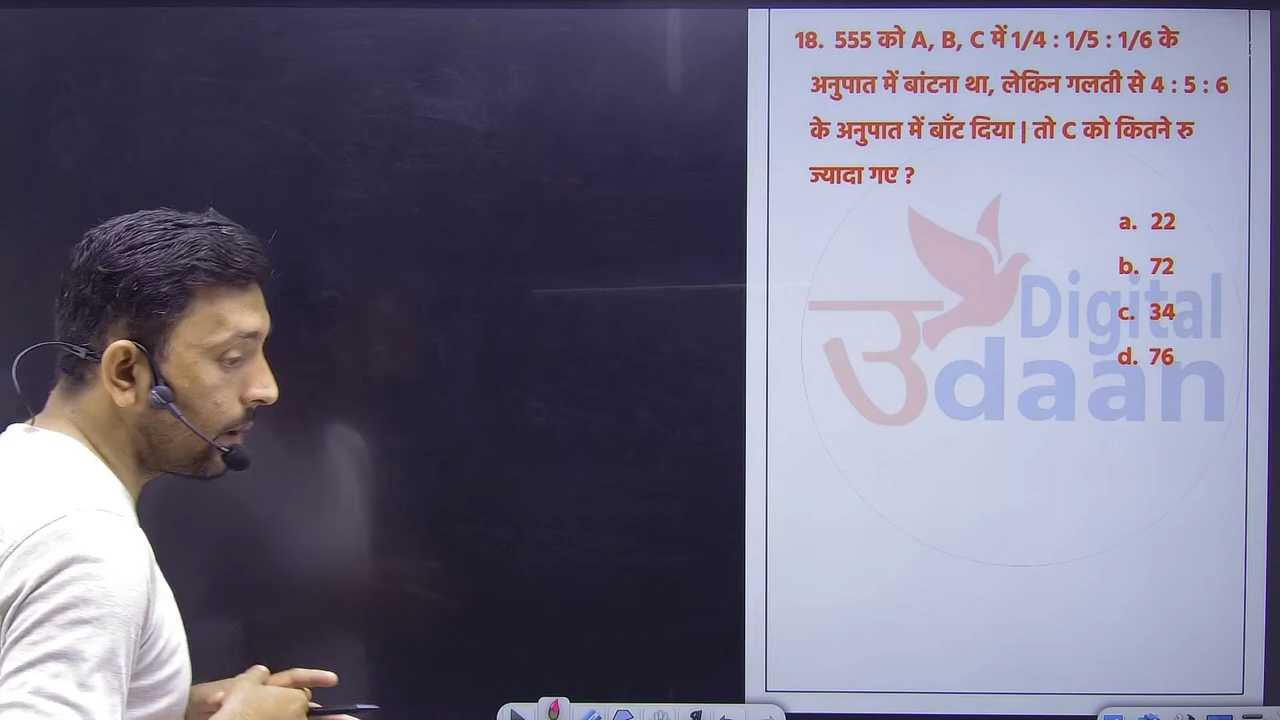 18. 555 को A, B, C में 1/4 : 1/5 : 1/6 के
अनुपात में बांटना था, लेकिन गलती से 4 : 5 : 6
के अनुपात में बाँट दिया | तो C को कितने रु
ज्यादा गए ?
a. 22
b. 72
c. 34
d. 76
उ Digital
daan